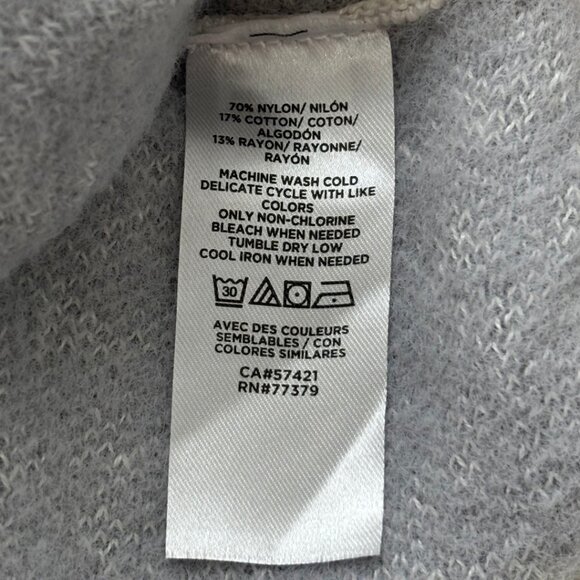 70% NYLON/ NILÓN
17% COTTON/ COTON/
ALGODÓN
13% RAYON/ RAYONNE/
RAYÓN
MACHINE WASH COLD
DELICATE CYCLE WITH LIKE
COLORS
ONLY NON-CHLORINE
BLEACH WHEN NEEDED
TUMBLE DRY LOW
COOL IRON WHEN NEEDED
30
AVEC DES COULEURS
SEMBLABLES / CON
COLORES SIMILARES
CA#57421
RN#77379